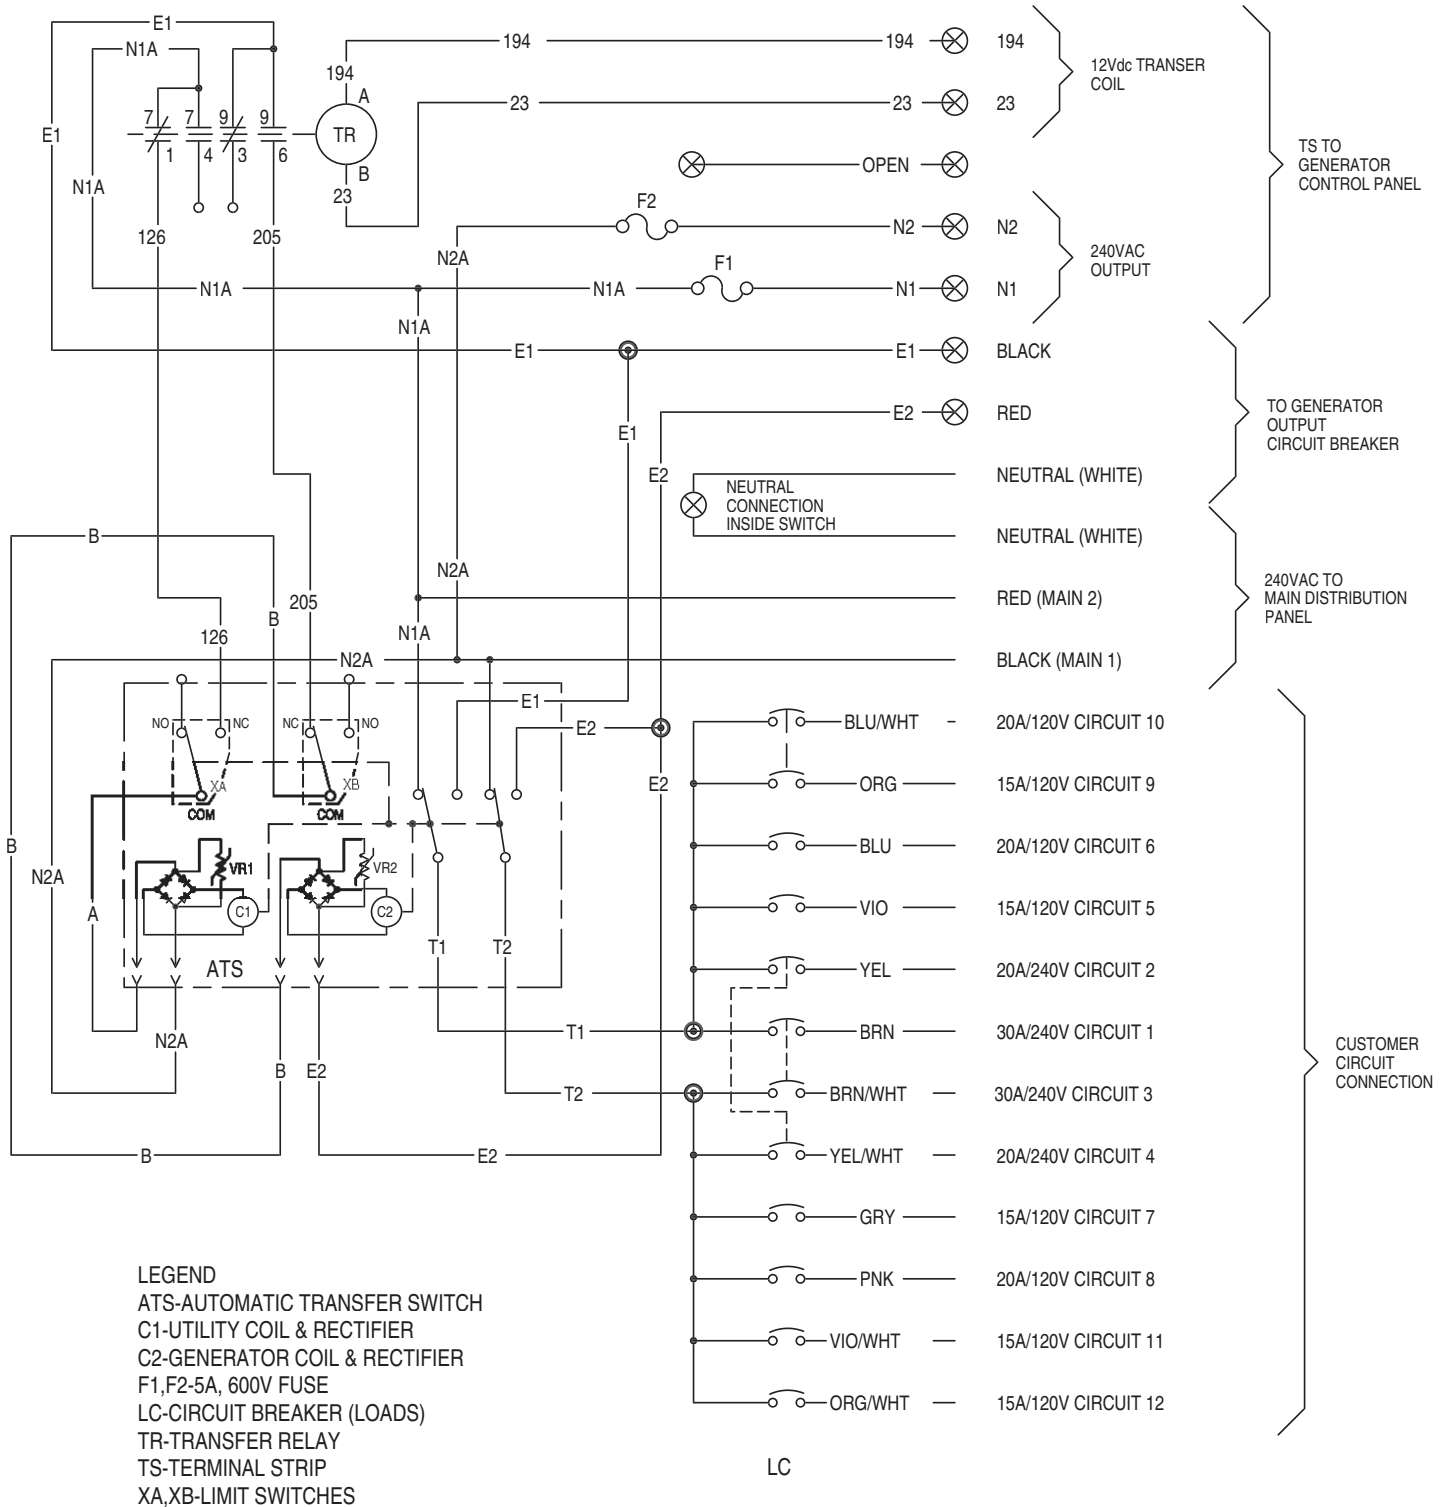 E1
N1A
194
194
194
194
12Vdc TRANSER
COIL
A
23
23
23
7
7
9
9
TR
E1
1
4
3
6
B
OPEN
TS TO
GENERATOR
CONTROL PANEL
N1A
23
F2
126
205
N2
N2
N2A
240VAC
OUTPUT
F1
N1A
N1A
N1
N1
N1A
E1
E1
BLACK
TO GENERATOR
OUTPUT
CIRCUIT BREAKER
E2
RED
E1
E2
NEUTRAL (WHITE)
NEUTRAL
CONNECTION
INSIDE SWITCH
B
NEUTRAL (WHITE)
N2A
240VAC TO
MAIN DISTRIBUTION
PANEL
205
RED (MAIN 2)
B
126
N1A
N2A
BLACK (MAIN 1)
E1
NO
NC
NC
NO
E2
BLU/WHT
20A/120V CIRCUIT 10
XA
XB
E2
ORG
15A/120V CIRCUIT 9
COM
COM
B
BLU
20A/120V CIRCUIT 6
N2A
VR1
VR2
A
C1
C2
VIO
15A/120V CIRCUIT 5
T1
T2
ATS
YEL
20A/240V CIRCUIT 2
N2A
T1
BRN
30A/240V CIRCUIT 1
CUSTOMER
CIRCUIT
CONNECTION
B
E2
T2
BRN/WHT
30A/240V CIRCUIT 3
B
E2
YEL/WHT
20A/240V CIRCUIT 4
GRY
15A/120V CIRCUIT 7
PNK
20A/120V CIRCUIT 8
VIO/WHT
15A/120V CIRCUIT 11
ORG/WHT
15A/120V CIRCUIT 12
LC
LEGEND
ATS-AUTOMATIC TRANSFER SWITCH
C1-UTILITY COIL & RECTIFIER
C2-GENERATOR COIL & RECTIFIER
F1,F2-5A, 600V FUSE
LC-CIRCUIT BREAKER (LOADS)
TR-TRANSFER RELAY
TS-TERMINAL STRIP
XA,XB-LIMIT SWITCHES